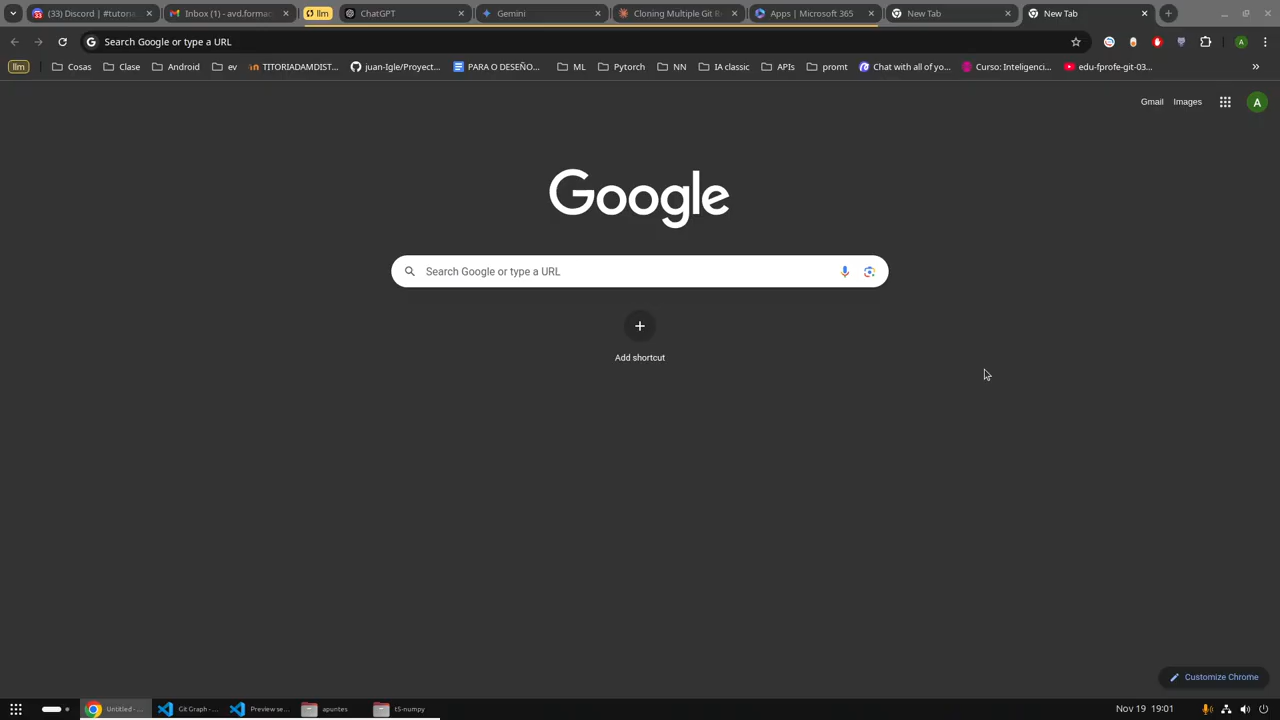 (33) Discord | #tutoria
Inbox (1) - avd.formac
llm
ChatGPT
Gemini
Cloning Multiple Git R
Apps | Microsoft 365
New Tab
New Tab
Search Google or type a URL
llm
Cosas
Clase
Android
ev
TITORIADAMDIST...
juan-Igle/Proyect...
PARA O DESEÑO...
ML
Pytorch
NN
IA classic
APIs
promt
Chat with all of yo...
Curso: Inteligenci...
edu-fprofe-git-03...
Gmail
Images
A
Google
Search Google or type a URL
Add shortcut
Customize Chrome
Untitled - ...
Git Graph - ...
Preview se...
apuntes
t5-numpy
Nov 19 19:01